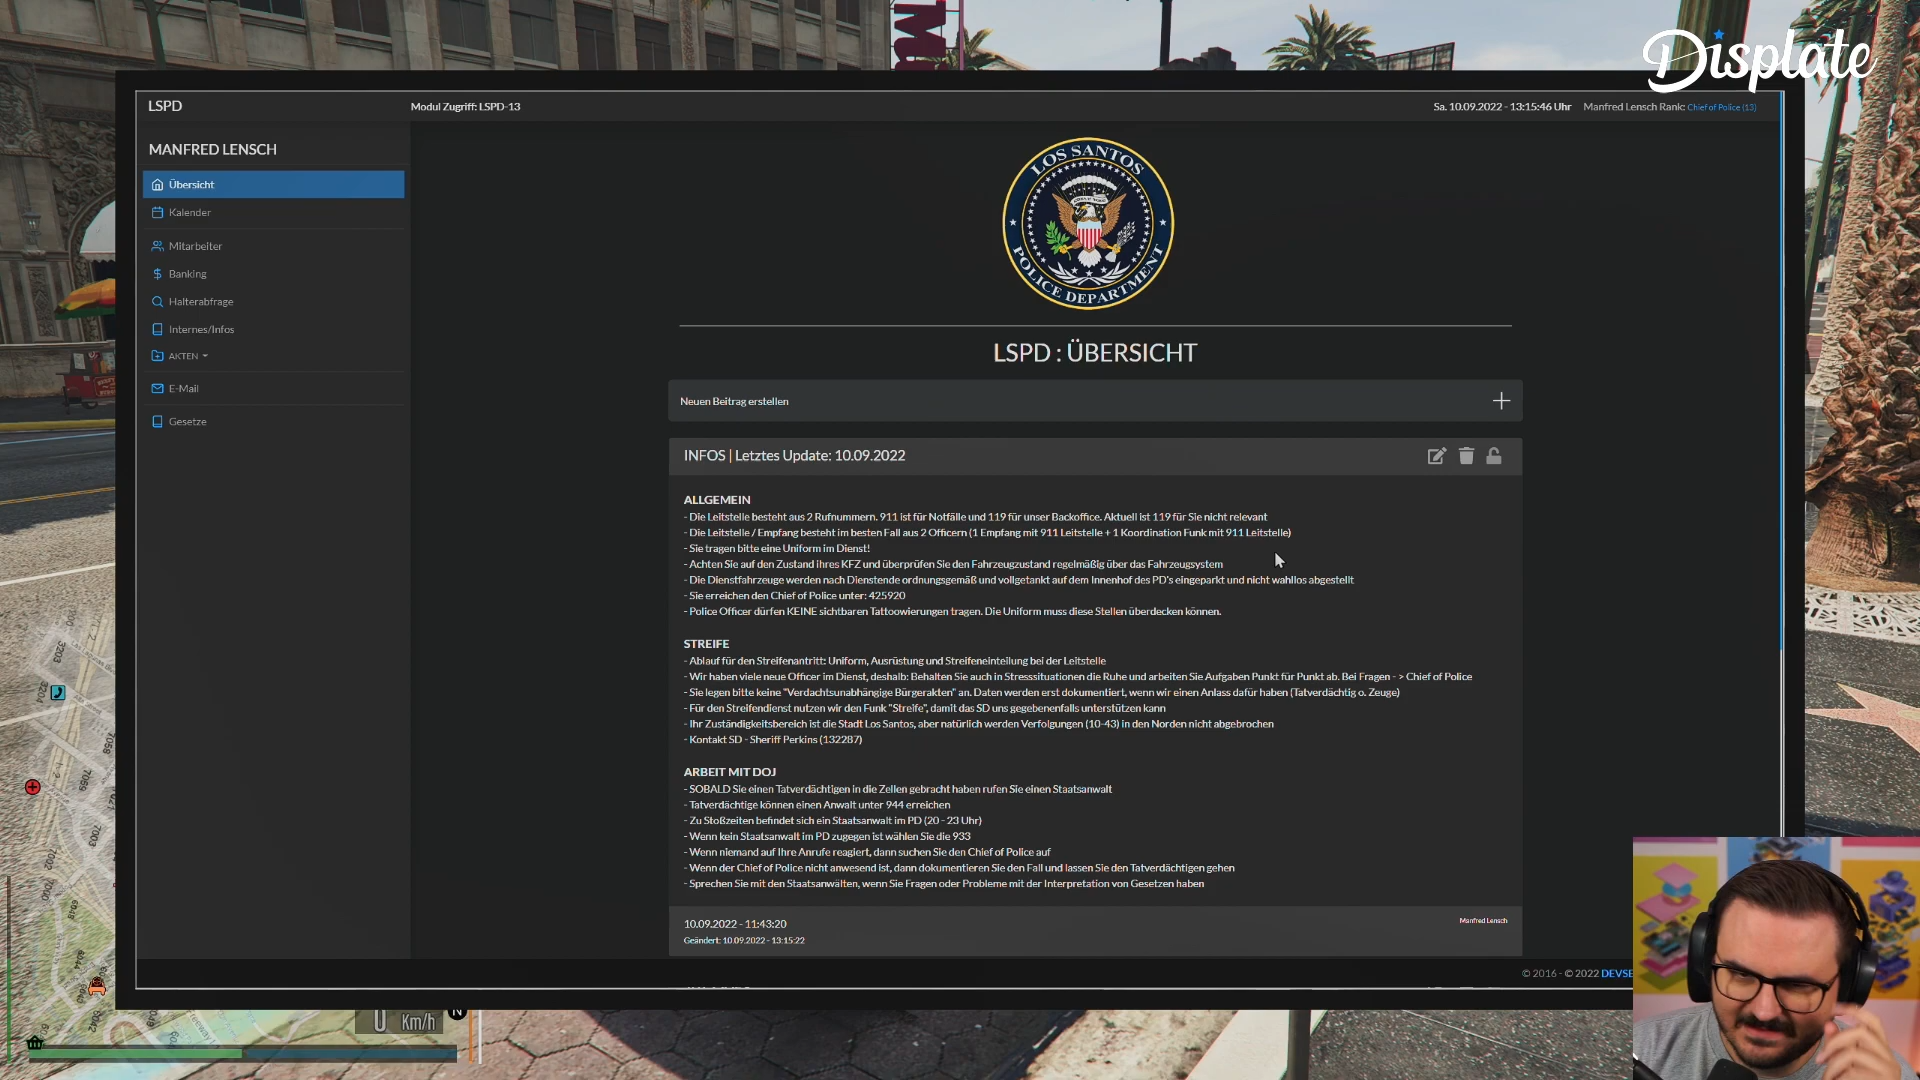 Displate
LSPD
Modul Zugriff: LSPD-13
Sa. 10.09.2022 - 13:15:46 Uhr
Manfred Lensch Rank: Chief of Police (13)
MANFRED LENSCH
Übersicht
Kalender
Mitarbeiter
Banking
Halterabfrage
Internes/Infos
AKTEN
E-Mail
Gesetze
LOS SANTOS
POLICE DEPARTMENT
LSPD : ÜBERSICHT
Neuen Beitrag erstellen
INFOS | Letztes Update: 10.09.2022
ALLGEMEIN
- Die Leitstelle besteht aus 2 Rufnummern. 911 ist für Notfälle und 119 für unser Backoffice. Aktuell ist 119 für Sie nicht relevant
- Die Leitstelle / Empfang besteht im besten Fall aus 2 Officern (1 Empfang mit 911 Leitstelle + 1 Koordination Funk mit 911 Leitstelle)
- Sie tragen bitte eine Uniform im Dienst!
- Achten Sie auf den Zustand ihres KFZ und überprüfen Sie den Fahrzeugzustand regelmäßig über das Fahrzeugsystem
- Die Dienstfahrzeuge werden nach Dienstende ordnungsgemäß und vollgetankt auf dem Innenhof des PD's eingeparkt und nicht wahllos abgestellt
- Sie erreichen den Chief of Police unter: 425920
- Police Officer dürfen KEINE sichtbaren Tattoowierungen tragen. Die Uniform muss diese Stellen überdecken können.
STREIFE
- Ablauf für den Streifenantritt: Uniform, Ausrüstung und Streifeneinteilung bei der Leitstelle
- Wir haben viele neue Officer im Dienst, deshalb: Behalten Sie auch in Stresssituationen die Ruhe und arbeiten Sie Aufgaben Punkt für Punkt ab. Bei Fragen - > Chief of Police
- Sie legen bitte keine "Verdachtsunabhängige Bürgerakten" an. Daten werden erst dokumentiert, wenn wir einen Anlass dafür haben (Tatverdächtig o. Zeuge)
- Für den Streifendienst nutzen wir den Funk "Streife", damit das SD uns gegebenenfalls unterstützen kann
- Ihr Zuständigkeitsbereich ist die Stadt Los Santos, aber natürlich werden Verfolgungen (10-43) in den Norden nicht abgebrochen
- Kontakt SD - Sheriff Perkins (132287)
ARBEIT MIT DOJ
- SOBALD Sie einen Tatverdächtigen in die Zellen gebracht haben rufen Sie einen Staatsanwalt
- Tatverdächtige können einen Anwalt unter 944 erreichen
- Zu Stoßzeiten befindet sich ein Staatsanwalt im PD (20 - 23 Uhr)
- Wenn kein Staatsanwalt im PD zugegen ist wählen Sie die 933
- Wenn niemand auf Ihre Anrufe reagiert, dann suchen Sie den Chief of Police auf
- Wenn der Chief of Police nicht anwesend ist, dann dokumentieren Sie den Fall und lassen Sie den Tatverdächtigen gehen
- Sprechen Sie mit den Staatsanwälten, wenn Sie Fragen oder Probleme mit der Interpretation von Gesetzen haben
10.09.2022 - 11:43:20
Manfred Lensch
Geändert: 10.09.2022 - 13:15:22
© 2016 - © 2022 DEVSE
0 Km/h
N